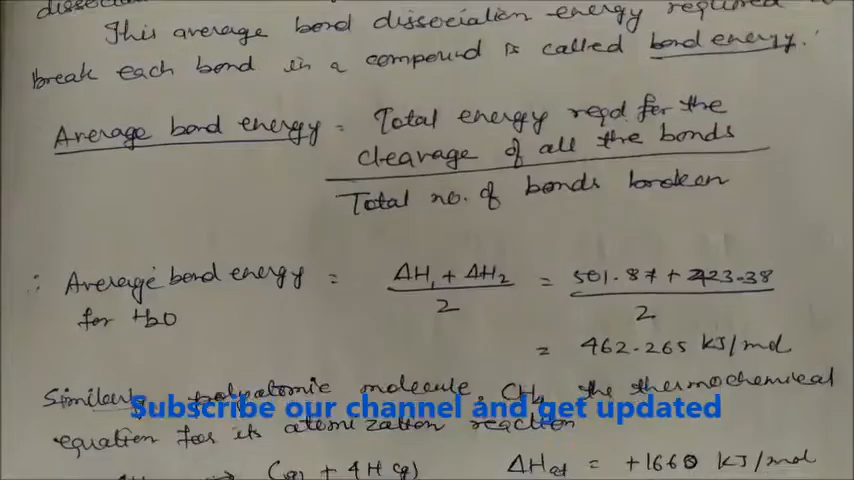 This average bond dissociation energy required
break each bond in a compound is called bond energy.
Average bond energy = Total energy reqd for the
cleavage of all the bonds
Total no. of bonds broken
∴ Average bond energy = ΔH1 + ΔH2 / 2 = 501.87 + 423.38 / 2
for H2O
= 462.265 KJ/mol
Similarly polyatomic molecule, CH4 the thermochemical
Subscribe our channel and get updated
equation for its atomization reaction
→ C(g) + 4H(g) ΔHat = +1660 KJ/mol